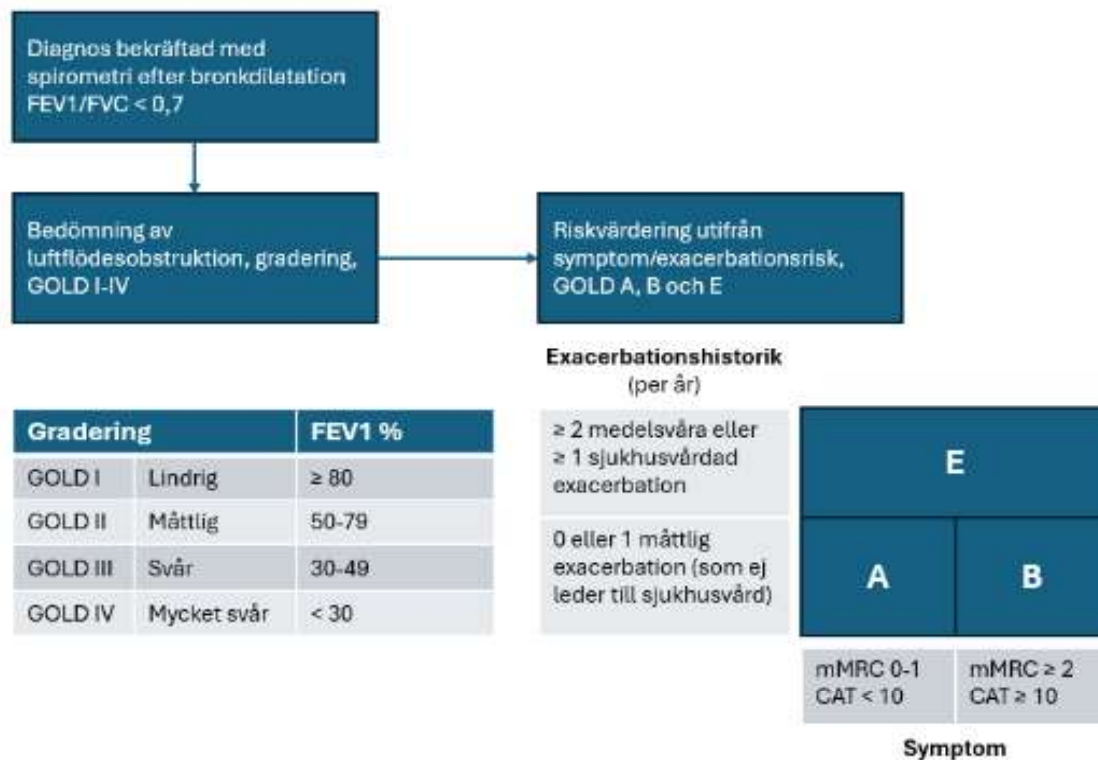 Diagnos bekräftad med
spirometri efter bronkdilatation
FEV1/FVC < 0,7
Bedömning av
luftflödesobstruktion, gradering,
GOLD I-IV
Riskvärdering utifrån
symptom/exacerbationsrisk,
GOLD A, B och E
Gradering FEV1 %
GOLD I Lindrig ≥ 80
GOLD II Måttlig 50-79
GOLD III Svår 30-49
GOLD IV Mycket svår < 30
Exacerbationshistorik
(per år)
≥ 2 medelsvåra eller
≥ 1 sjukhusvårdad
exacerbation
E
0 eller 1 måttlig
exacerbation (som ej
leder till sjukhusvård)
A B
mMRC 0-1 mMRC ≥ 2
CAT < 10 CAT ≥ 10
Symptom